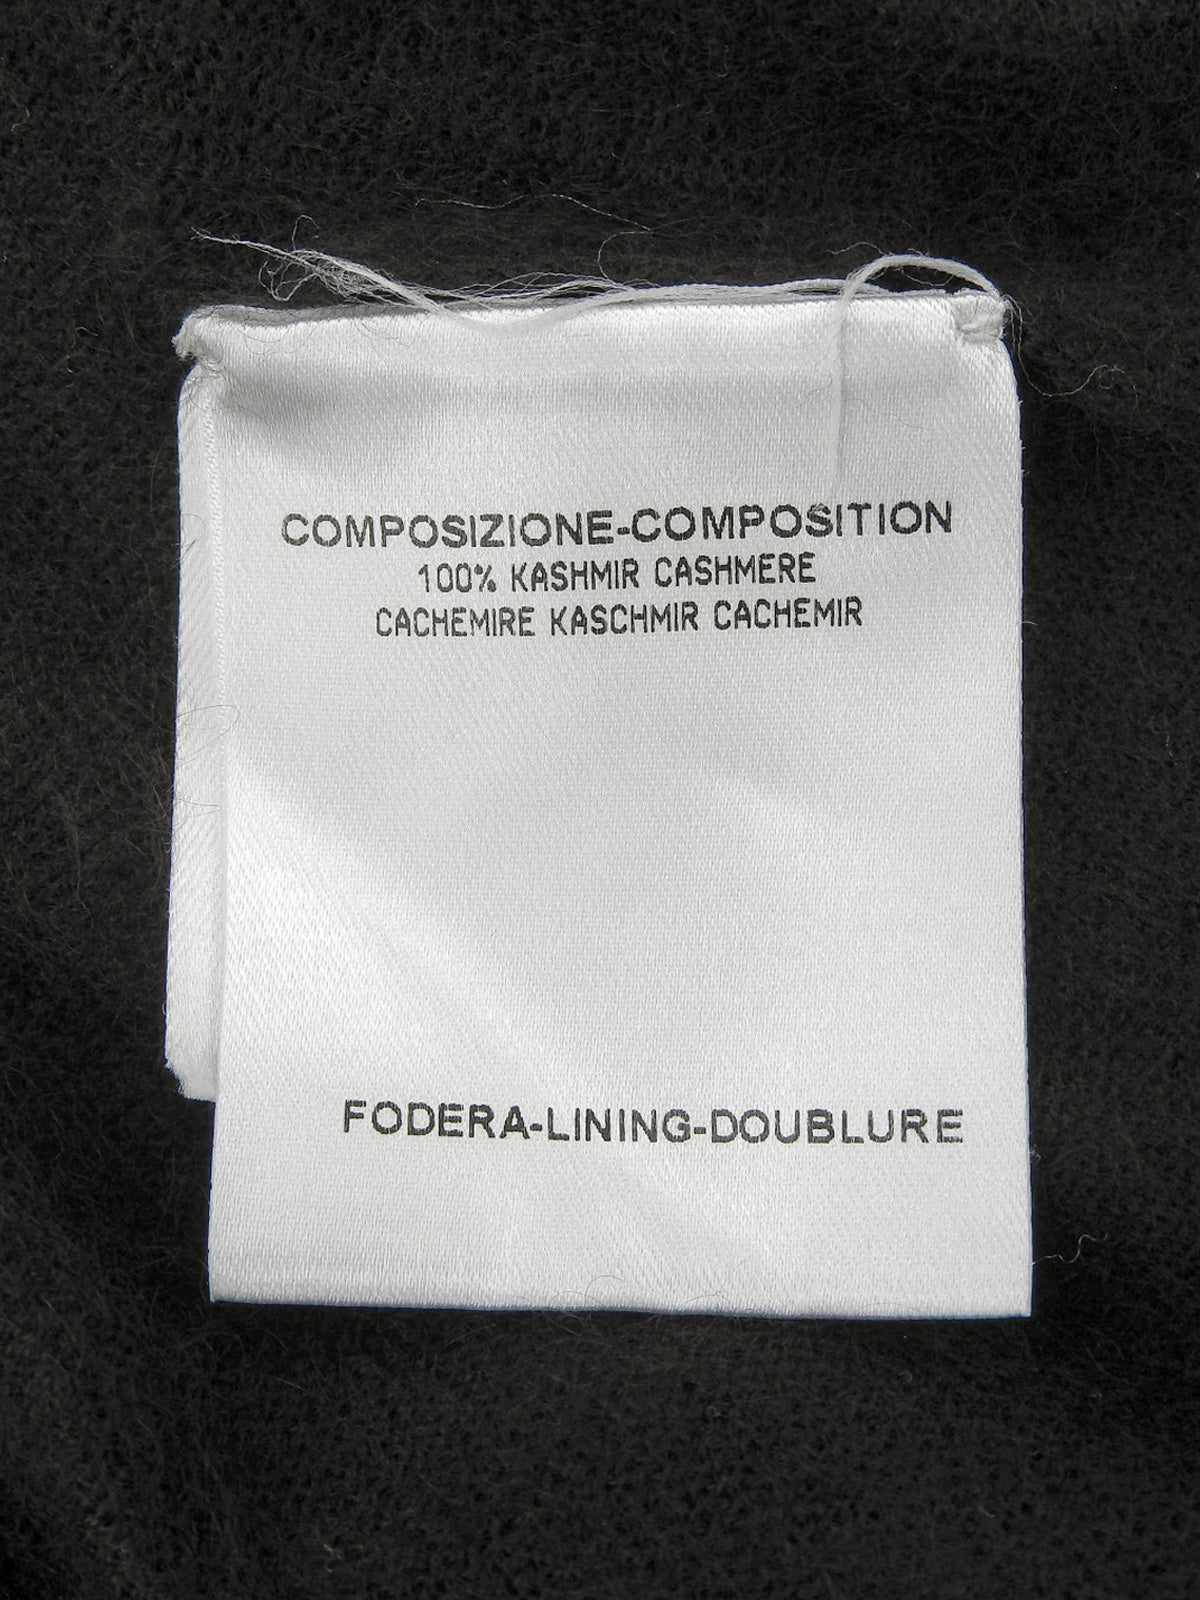 COMPOSIZIONE-COMPOSITION
100% KASHMIR CASHMERE
CACHEMIRE KASCHMIR CACHEMIR
FODERA-LINING-DOUBLURE